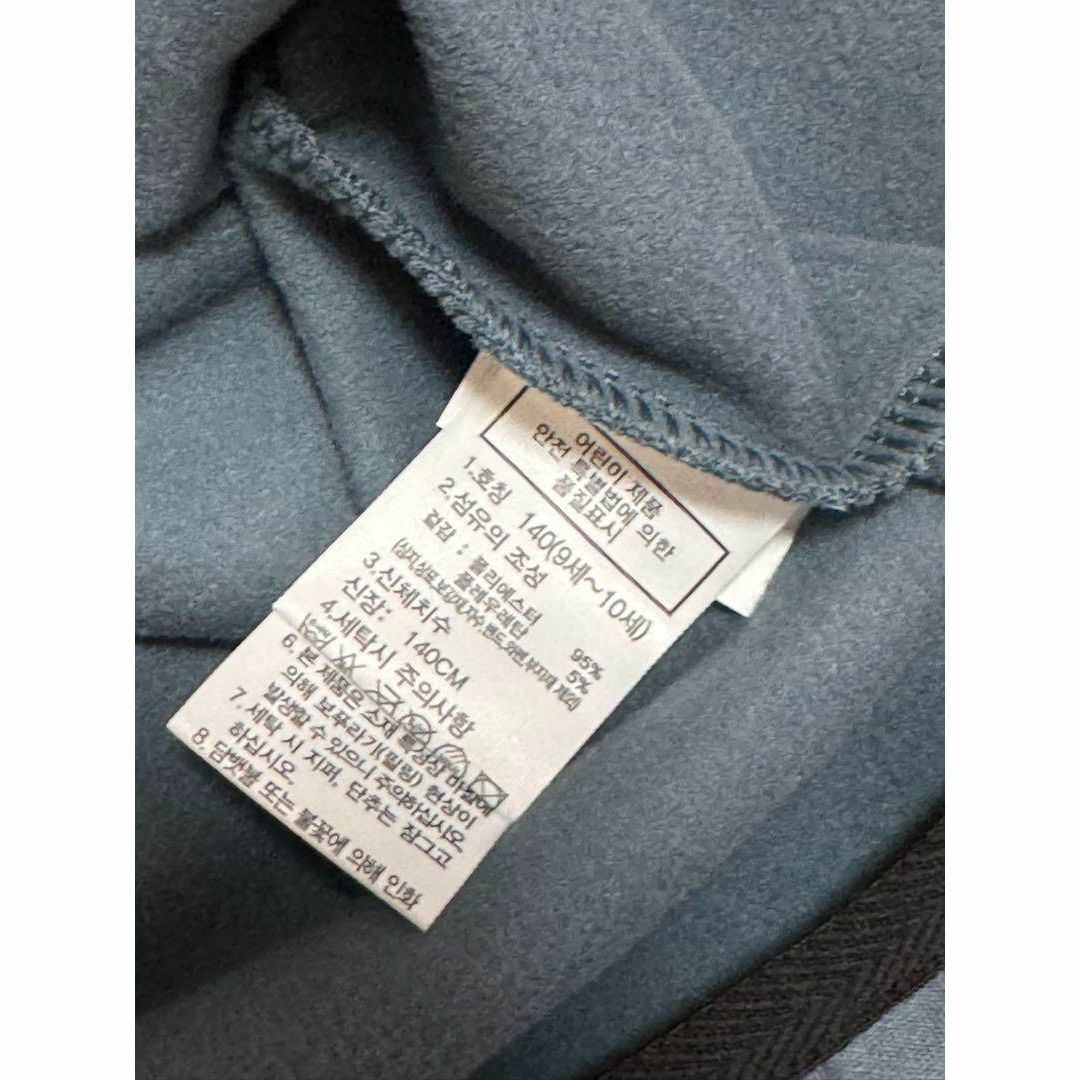 어린이 제품
안전 특별법에 의한
품질표시
1.호칭 140(9세~10세)
2.섬유의 조성
겉감 : 폴리에스터 95%
폴리우레탄 5%
3.신체치수
신장: 140CM
4.세탁시 주의사항
6.본 제품은 소재 특성상 마찰에
의해 보푸라기(필링) 현상이
발생할 수 있으니 주의하십시오.
7. 세탁 시 지퍼, 단추는 잠그고
하십시오.
8.담뱃불 또는 불꽃에 의해 인화